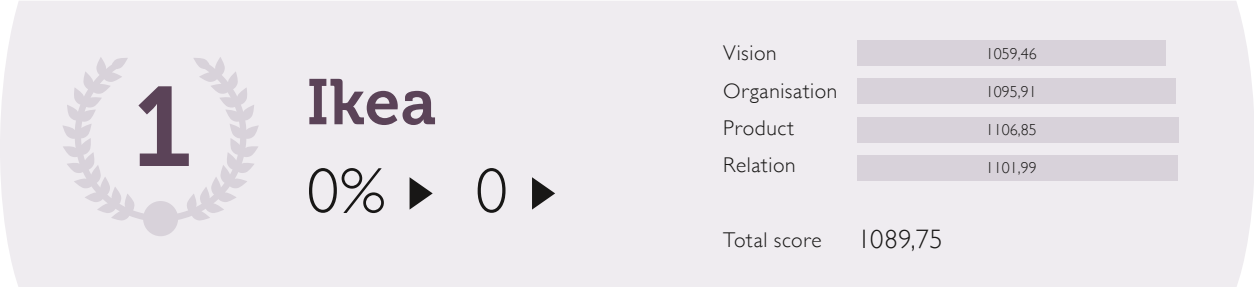 1
Ikea
0% ▶ 0 ▶
Vision 1059,46
Organisation 1095,91
Product 1106,85
Relation 1101,99
Total score 1089,75